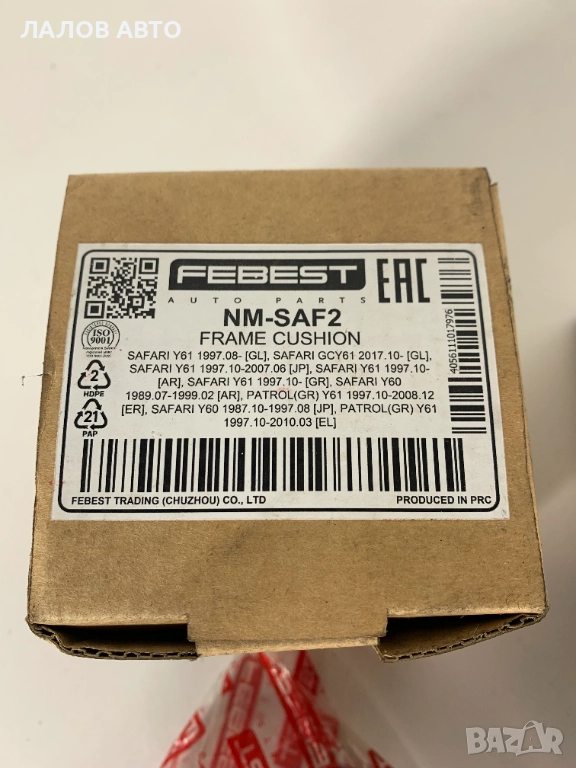 ЛАЛОВ АВТО
FEBEST
AUTO PARTS
EAC
NM-SAF2
FRAME CUSHION
SAFARI Y61 1997.08- [GL], SAFARI GCY61 2017.10- [GL],
SAFARI Y61 1997.10-2007.06 [JP], SAFARI Y61 1997.10-
[AR], SAFARI Y61 1997.10- [GR], SAFARI Y60
1989.07-1999.02 [AR], PATROL(GR) Y61 1997.10-2008.12
[ER], SAFARI Y60 1987.10-1997.08 [JP], PATROL(GR) Y61
1997.10-2010.03 [EL]
ISO
9001
2
HDPE
21
PAP
4056111017976
FEBEST TRADING (CHUZHOU) CO., LTD
PRODUCED IN PRC
FEBEST
BAZAR